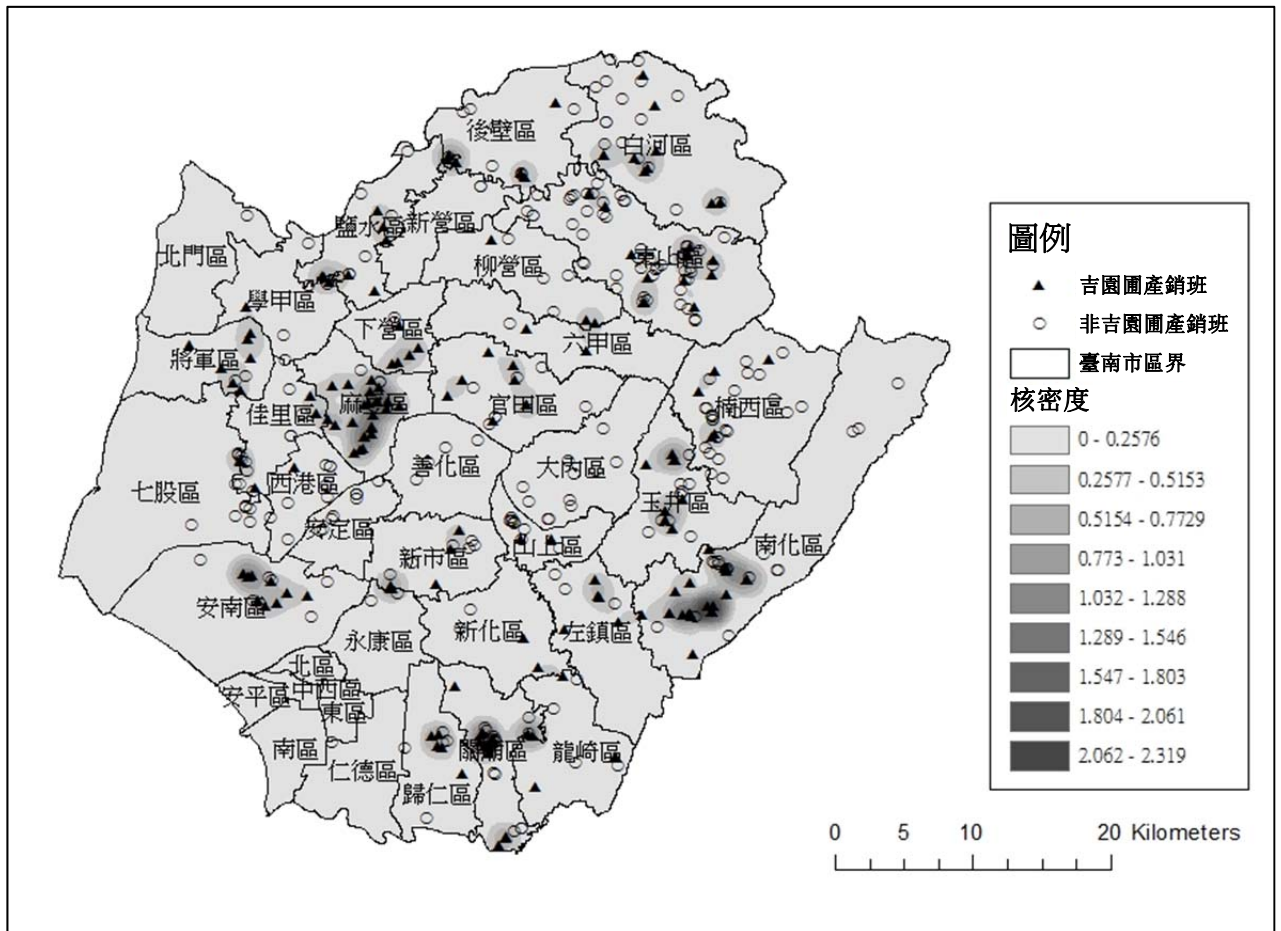 後壁區
白河區
鹽水區
新營區
北門區
柳營區
東山區
學甲區
下營區
六甲區
將軍區
佳里區
麻豆區
官田區
楠西區
七股區
西港區
善化區
大內區
玉井區
安定區
新市區
山上區
南化區
安南區
永康區
新化區
左鎮區
北區
安平區
中西區
東區
南區
仁德區
歸仁區
關廟區
龍崎區
圖例
吉園圃產銷班
非吉園圃產銷班
臺南市區界
核密度
0 - 0.2576
0.2577 - 0.5153
0.5154 - 0.7729
0.773 - 1.031
1.032 - 1.288
1.289 - 1.546
1.547 - 1.803
1.804 - 2.061
2.062 - 2.319
0 5 10 20 Kilometers